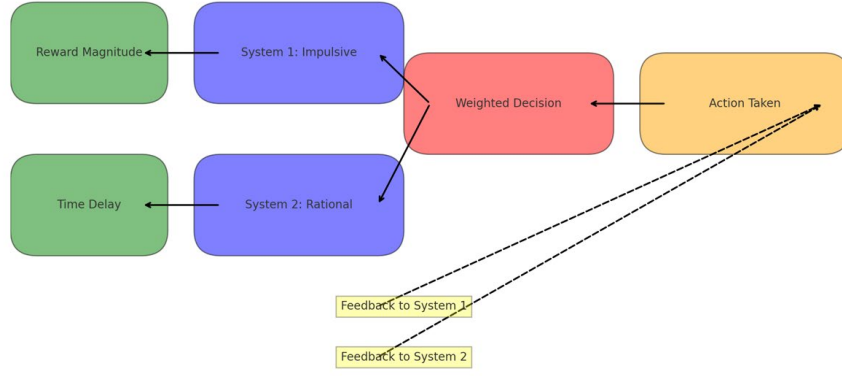 Reward Magnitude
System 1: Impulsive
Weighted Decision
Action Taken
Time Delay
System 2: Rational
Feedback to System 1
Feedback to System 2